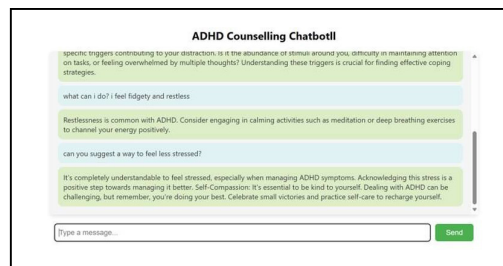 ADHD Counselling Chatbotll
specific triggers contributing to your distraction. Is it the abundance of stimuli around you, difficulty in maintaining attention
on tasks, or feeling overwhelmed by multiple thoughts? Understanding these triggers is crucial for finding effective coping
strategies.
what can i do? i feel fidgety and restless
Restlessness is common with ADHD. Consider engaging in calming activities such as meditation or deep breathing exercises
to channel your energy positively.
can you suggest a way to feel less stressed?
It's completely understandable to feel stressed, especially when managing ADHD symptoms. Acknowledging this stress is a
positive step towards managing it better. Self-Compassion: It's essential to be kind to yourself. Dealing with ADHD can be
challenging, but remember, you're doing your best. Celebrate small victories and practice self-care to recharge yourself.
Type a message... Send